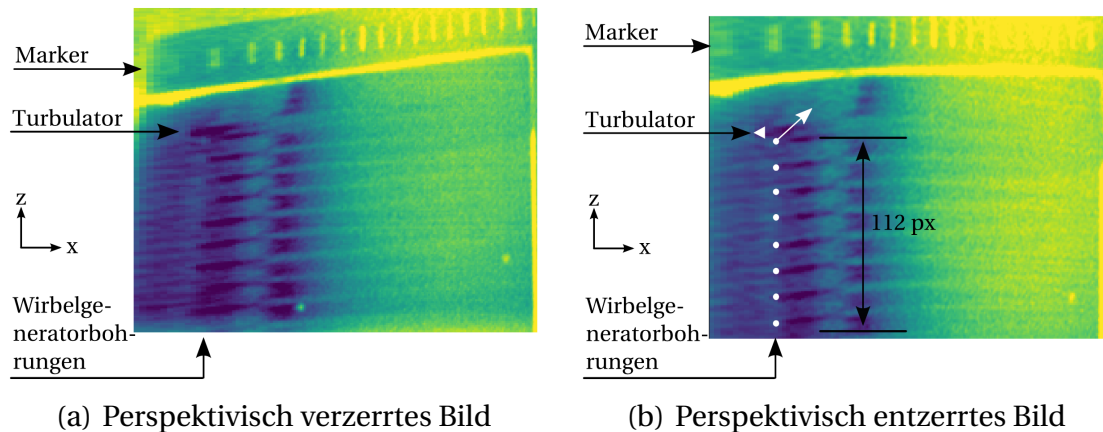 Marker
Turbulator
z
x
Wirbelge-
neratorboh-
rungen
(a) Perspektivisch verzerrtes Bild
Marker
Turbulator
z
x
112 px
Wirbelge-
neratorboh-
rungen
(b) Perspektivisch entzerrtes Bild